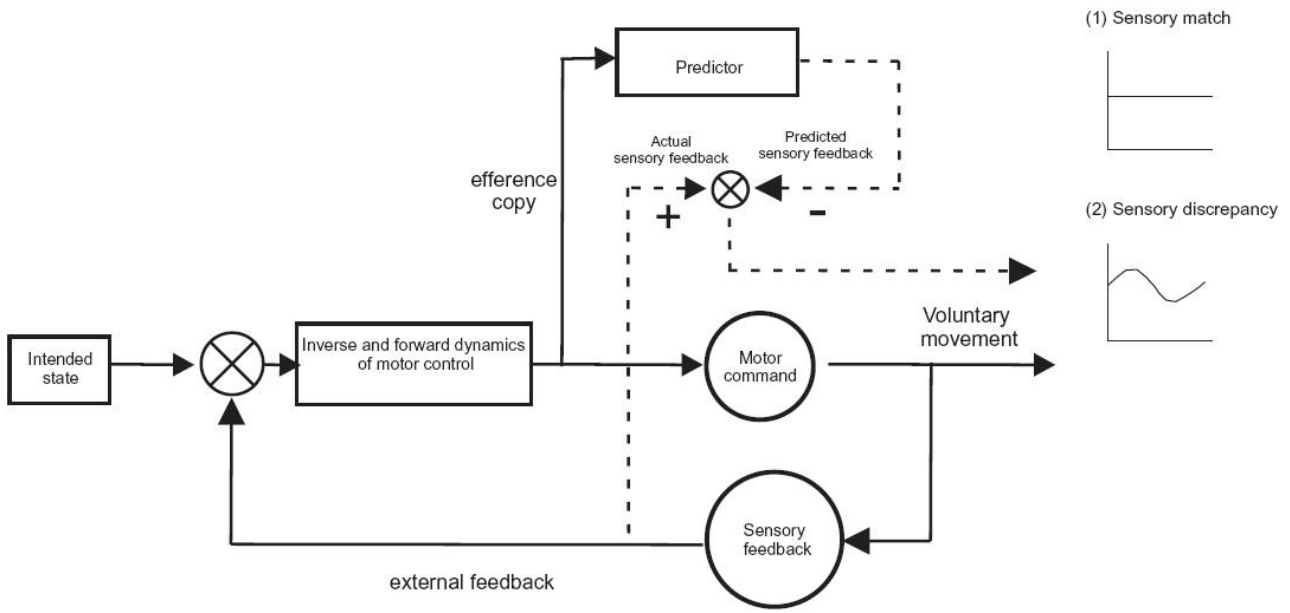 (1) Sensory match
Predictor
Actual
sensory feedback
Predicted
sensory feedback
efference
copy
+
-
(2) Sensory discrepancy
Voluntary
movement
Intended
state
Inverse and forward dynamics
of motor control
Motor
command
Sensory
feedback
external feedback